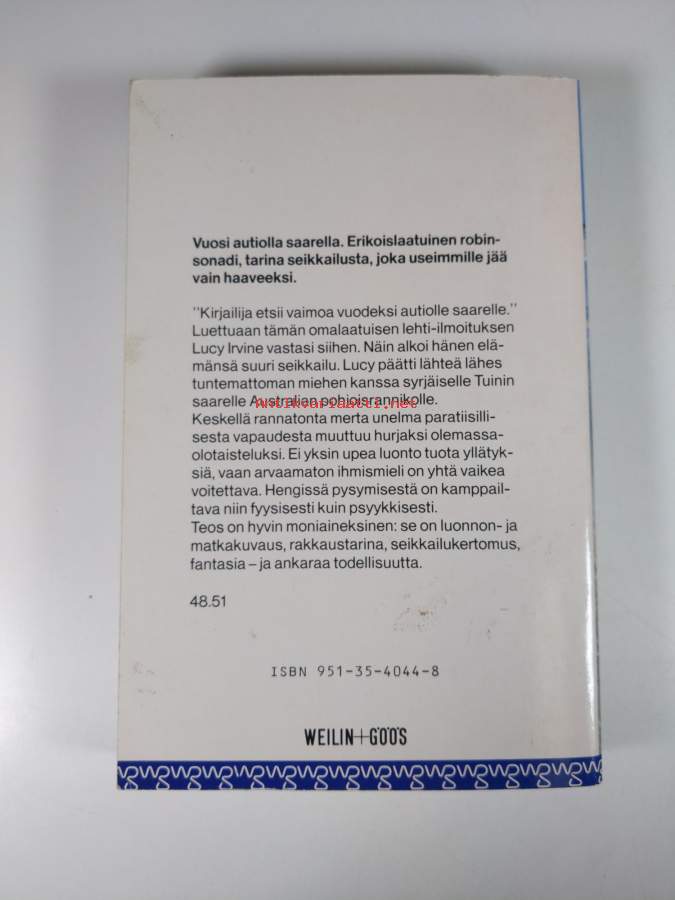 Vuosi autiolla saarella. Erikoislaatuinen robin-
sonadi, tarina seikkailusta, joka useimmille jää
vain haaveeksi.
"Kirjailija etsii vaimoa vuodeksi autiolle saarelle."
Luettuaan tämän omalaatuisen lehti-ilmoituksen
Lucy Irvine vastasi siihen. Näin alkoi hänen elä-
mänsä suuri seikkailu. Lucy päätti lähteä lähes
tuntemattoman miehen kanssa syrjäiselle Tuinin
saarelle Australian pohjoisrannikolle.
Antikvariaatti.net
Keskellä rannatonta merta unelma paratiisilli-
sesta vapaudesta muuttuu hurjaksi olemassa-
olotaisteluksi. Ei yksin upea luonto tuota yllätyk-
siä, vaan arvaamaton ihmismieli on yhtä vaikea
voitettava. Hengissä pysymisestä on kamppail-
tava niin fyysisesti kuin psyykkisesti.
Teos on hyvin moniaineksinen: se on luonnon- ja
matkakuvaus, rakkaustarina, seikkailukertomus,
fantasia – ja ankaraa todellisuutta.
48.51
ISBN 951-35-4044-8
WEILIN+GÖÖS